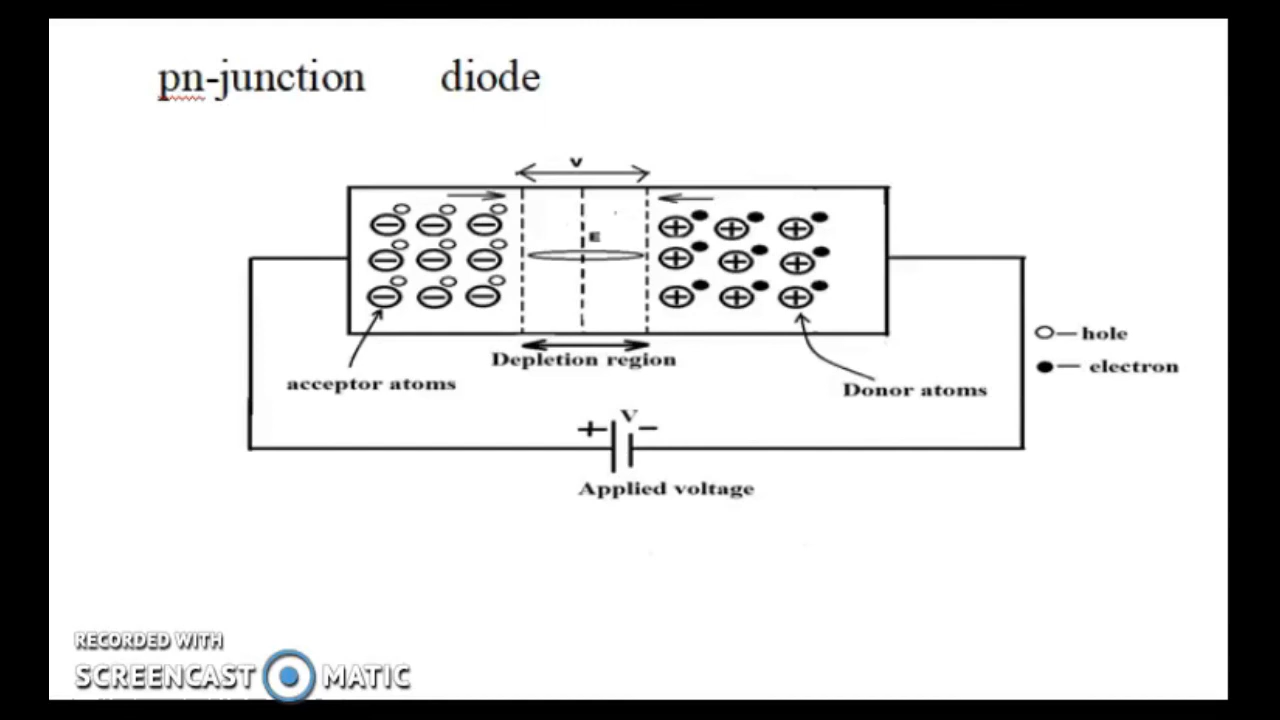 pn-junction diode
V
E
Depletion region
acceptor atoms
Donor atoms
hole
electron
+ V −
Applied voltage
RECORDED WITH
SCREENCAST MATIC